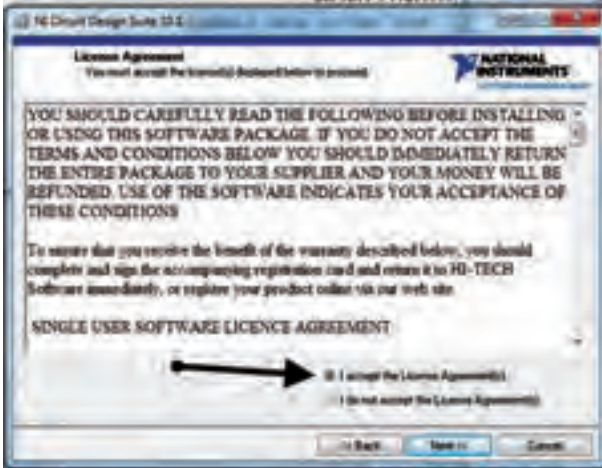 NI Circuit Design Suite 10.1
License Agreement
You must accept the license(s) displayed below to proceed.
NATIONAL
INSTRUMENTS
YOU SHOULD CAREFULLY READ THE FOLLOWING BEFORE INSTALLING
OR USING THIS SOFTWARE PACKAGE. IF YOU DO NOT ACCEPT THE
TERMS AND CONDITIONS BELOW YOU SHOULD IMMEDIATELY RETURN
THE ENTIRE PACKAGE TO YOUR SUPPLIER AND YOUR MONEY WILL BE
REFUNDED. USE OF THE SOFTWARE INDICATES YOUR ACCEPTANCE OF
THESE CONDITIONS
To ensure that you receive the benefit of the warranty described below, you should
complete and sign the accompanying registration card and return it to HI-TECH
Software immediately, or register your product online via our web site.
SINGLE USER SOFTWARE LICENCE AGREEMENT
I accept the License Agreement(s).
I do not accept the License Agreement(s).
<< Back
Next >>
Cancel